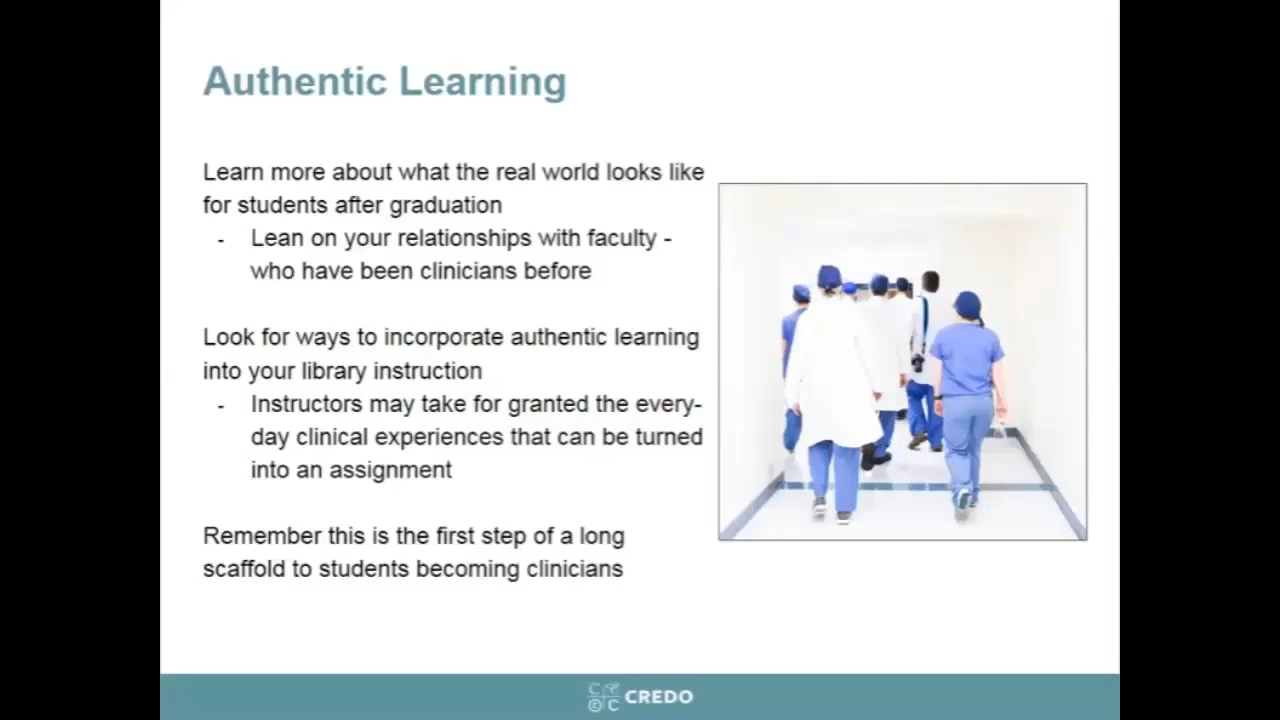 Authentic Learning
Learn more about what the real world looks like
for students after graduation
- Lean on your relationships with faculty -
who have been clinicians before
Look for ways to incorporate authentic learning
into your library instruction
- Instructors may take for granted the every-
day clinical experiences that can be turned
into an assignment
Remember this is the first step of a long
scaffold to students becoming clinicians
CREDO